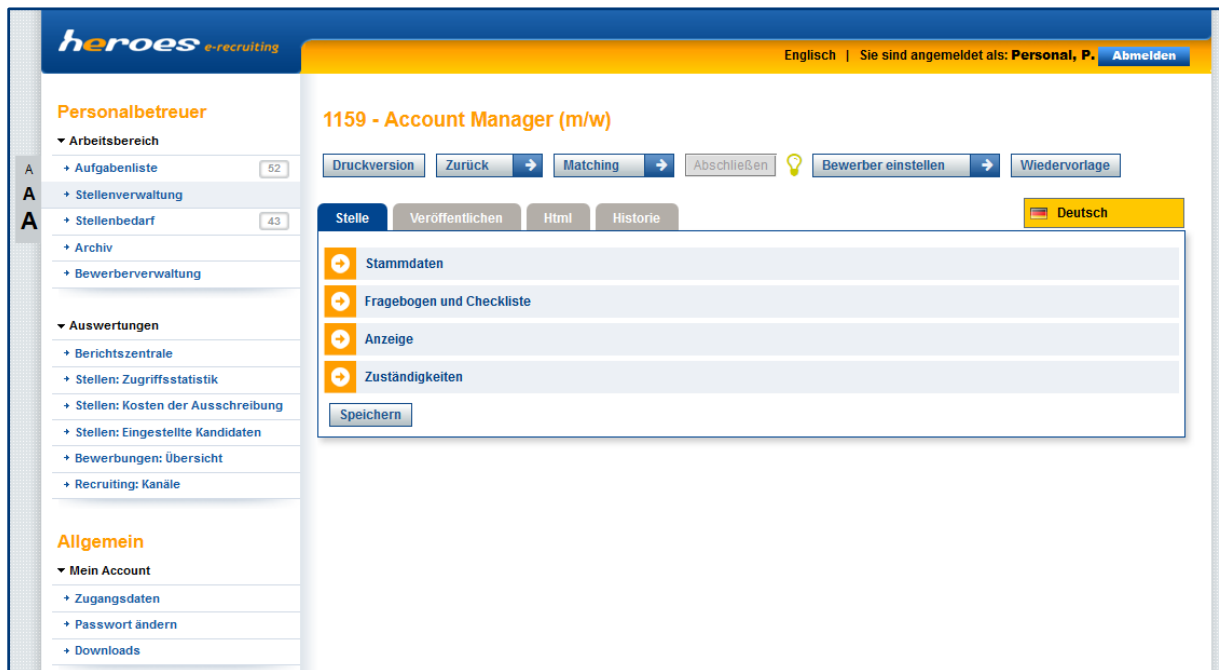 heroes e-recruiting
Englisch | Sie sind angemeldet als: Personal, P. Abmelden
A
A
A
Personalbetreuer
Arbeitsbereich
Aufgabenliste 52
Stellenverwaltung
Stellenbedarf 43
Archiv
Bewerberverwaltung
Auswertungen
Berichtszentrale
Stellen: Zugriffsstatistik
Stellen: Kosten der Ausschreibung
Stellen: Eingestellte Kandidaten
Bewerbungen: Übersicht
Recruiting: Kanäle
Allgemein
Mein Account
Zugangsdaten
Passwort ändern
Downloads
1159 - Account Manager (m/w)
Druckversion Zurück Matching Abschließen Bewerber einstellen Wiedervorlage
Stelle Veröffentlichen Html Historie Deutsch
Stammdaten
Fragebogen und Checkliste
Anzeige
Zuständigkeiten
Speichern